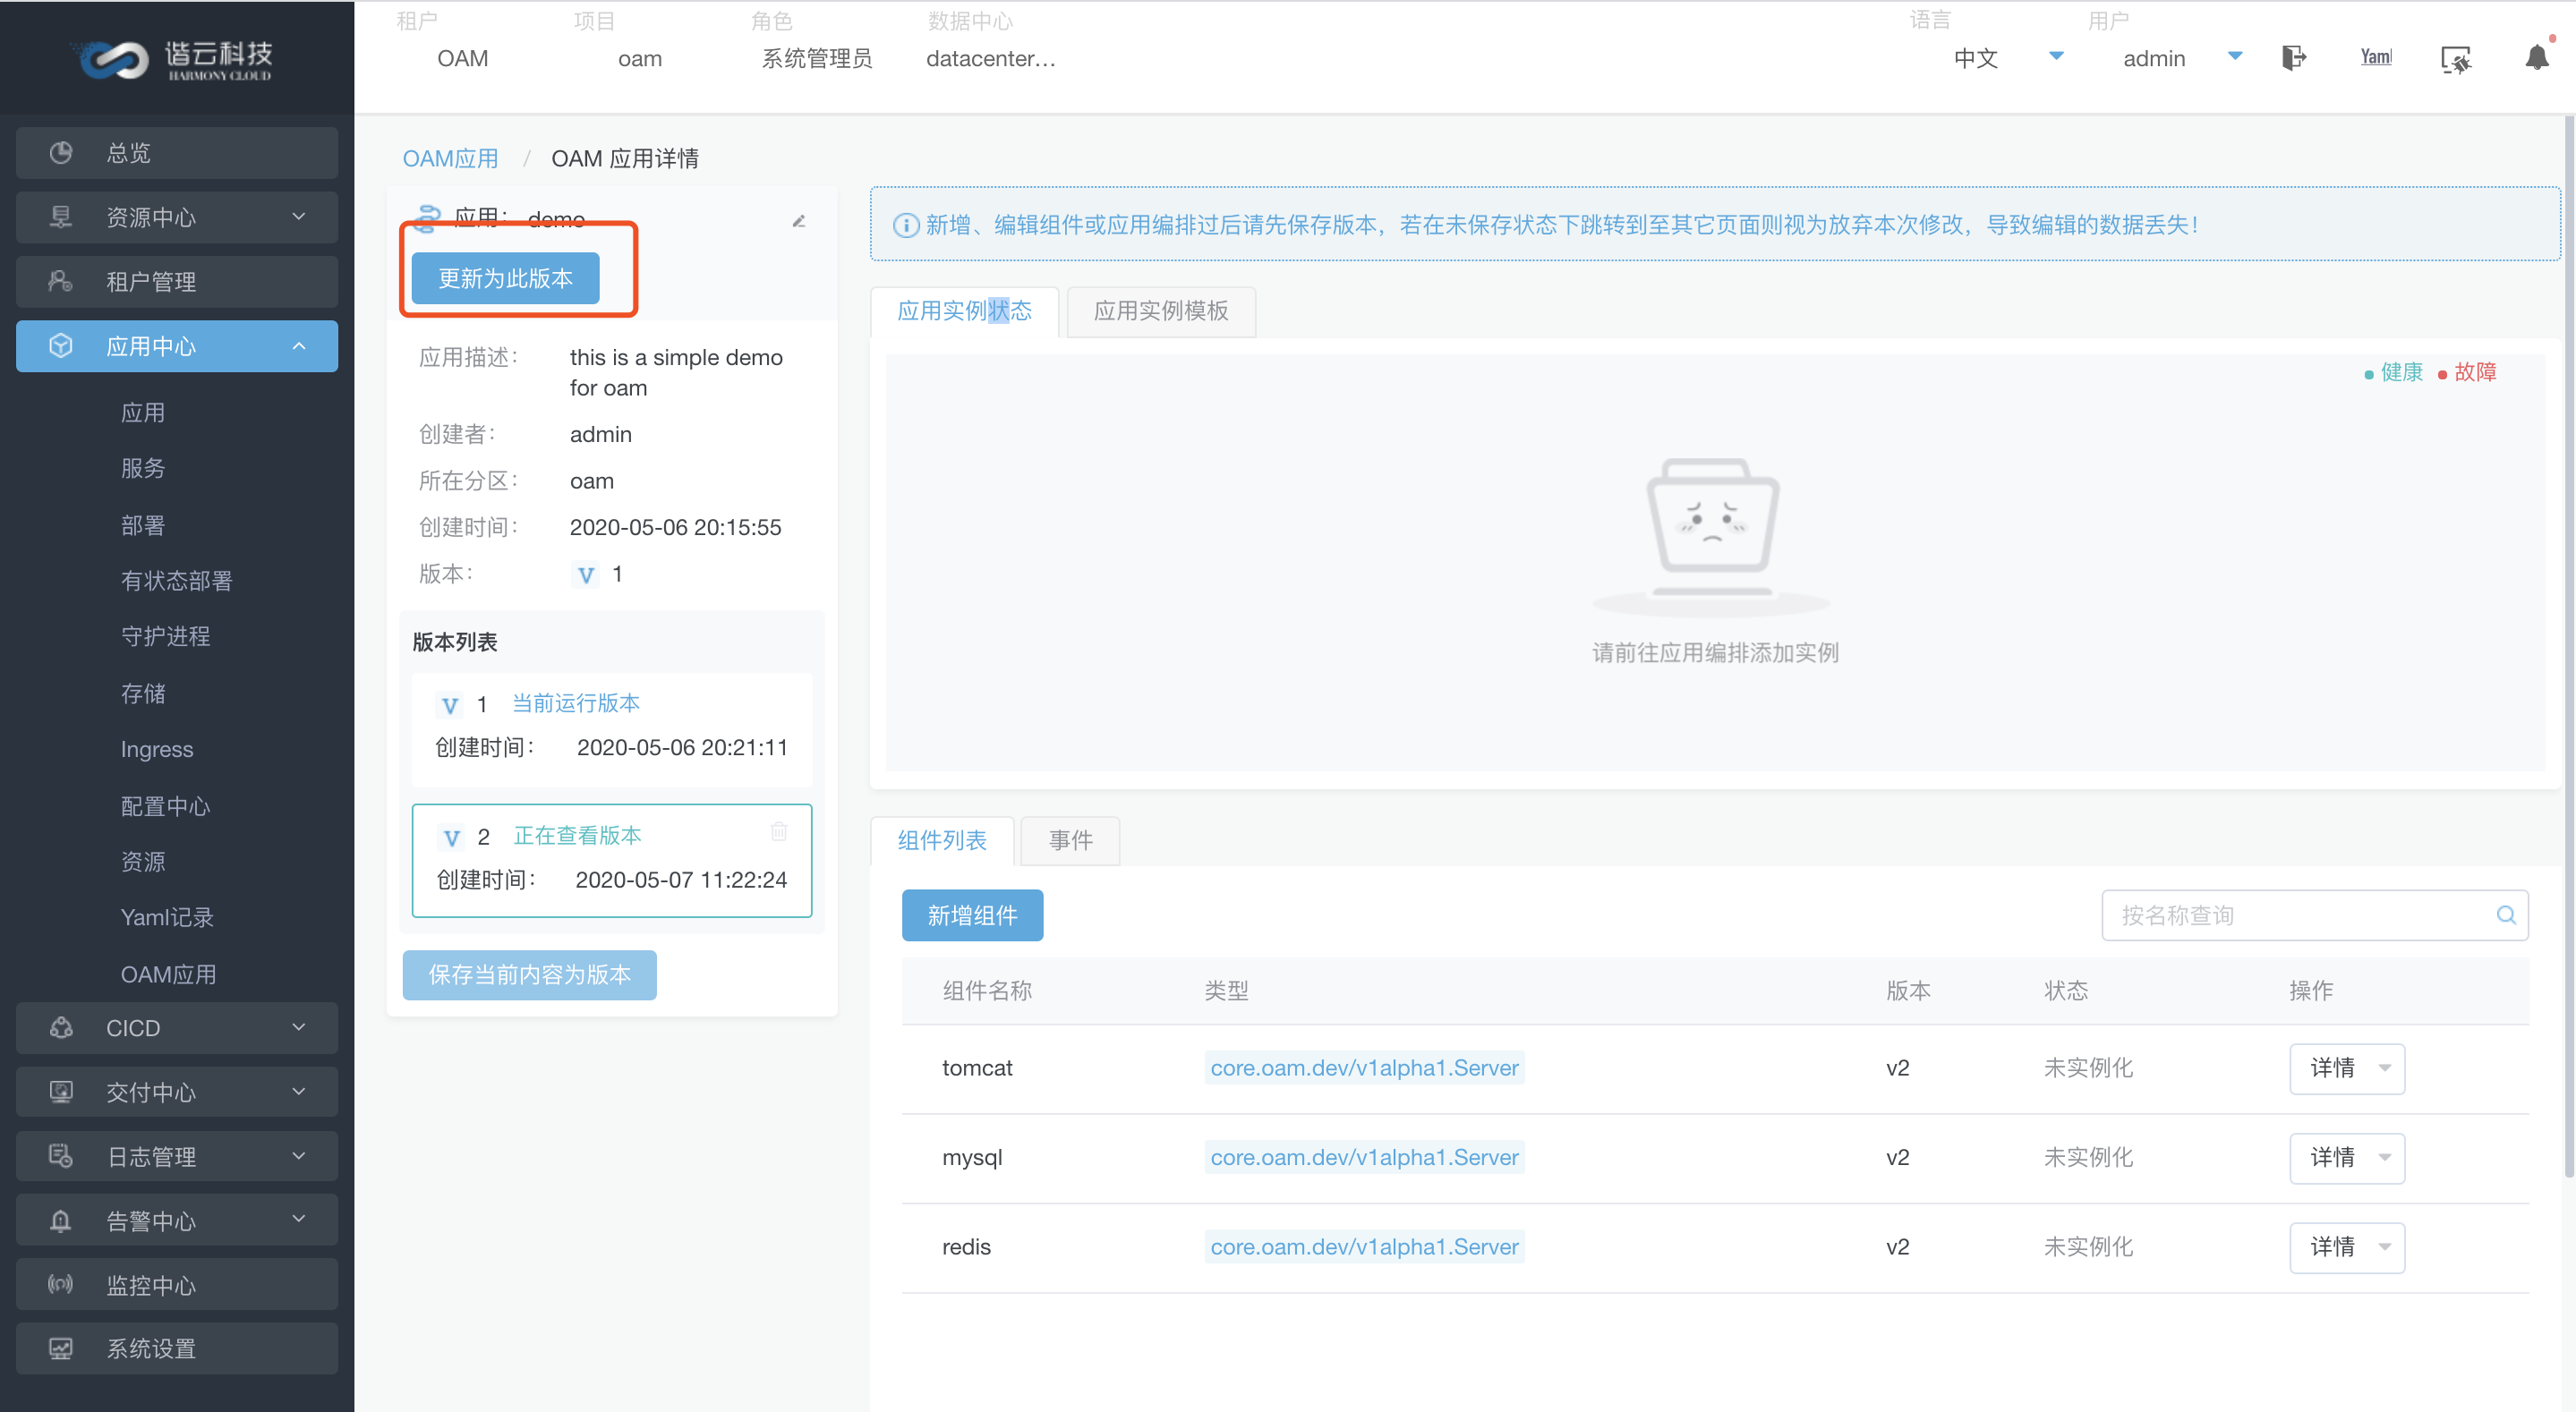 谐云科技
HARMONY CLOUD
租户 项目 角色 数据中心 语言 用户
OAM oam 系统管理员 datacenter... 中文 admin Yaml
总览
资源中心
租户管理
应用中心
应用
服务
部署
有状态部署
守护进程
存储
Ingress
配置中心
资源
Yaml记录
OAM应用
CICD
交付中心
日志管理
告警中心
监控中心
系统设置
OAM应用 / OAM 应用详情
应用： demo
更新为此版本
应用描述： this is a simple demo
for oam
创建者： admin
所在分区： oam
创建时间： 2020-05-06 20:15:55
版本： V 1
版本列表
V 1 当前运行版本
创建时间： 2020-05-06 20:21:11
V 2 正在查看版本
创建时间： 2020-05-07 11:22:24
保存当前内容为版本
新增、编辑组件或应用编排过后请先保存版本，若在未保存状态下跳转到至其它页面则视为放弃本次修改，导致编辑的数据丢失！
应用实例状态 应用实例模板
健康 故障
请前往应用编排添加实例
组件列表 事件
新增组件 按名称查询
组件名称 类型 版本 状态 操作
tomcat core.oam.dev/v1alpha1.Server v2 未实例化 详情
mysql core.oam.dev/v1alpha1.Server v2 未实例化 详情
redis core.oam.dev/v1alpha1.Server v2 未实例化 详情